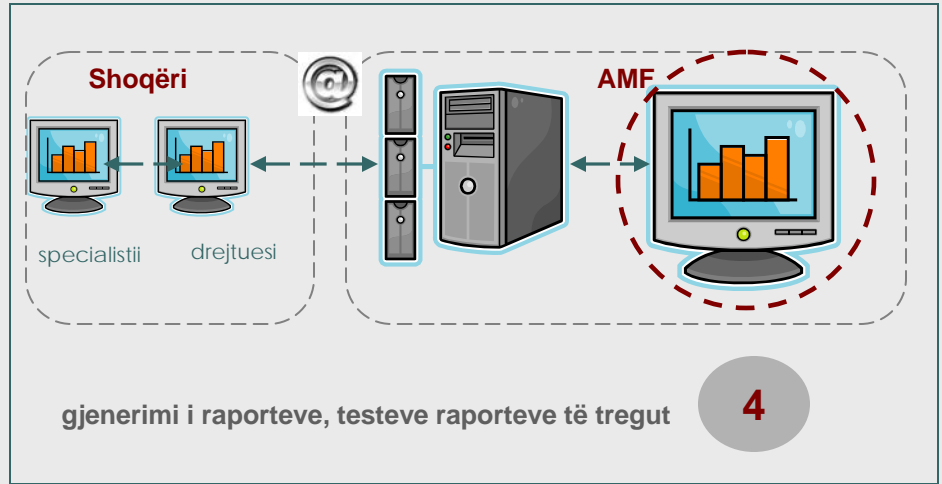 Shoqëri
@
AMF
specialistii
drejtuesi
gjenerimi i raporteve, testeve raporteve të tregut
4